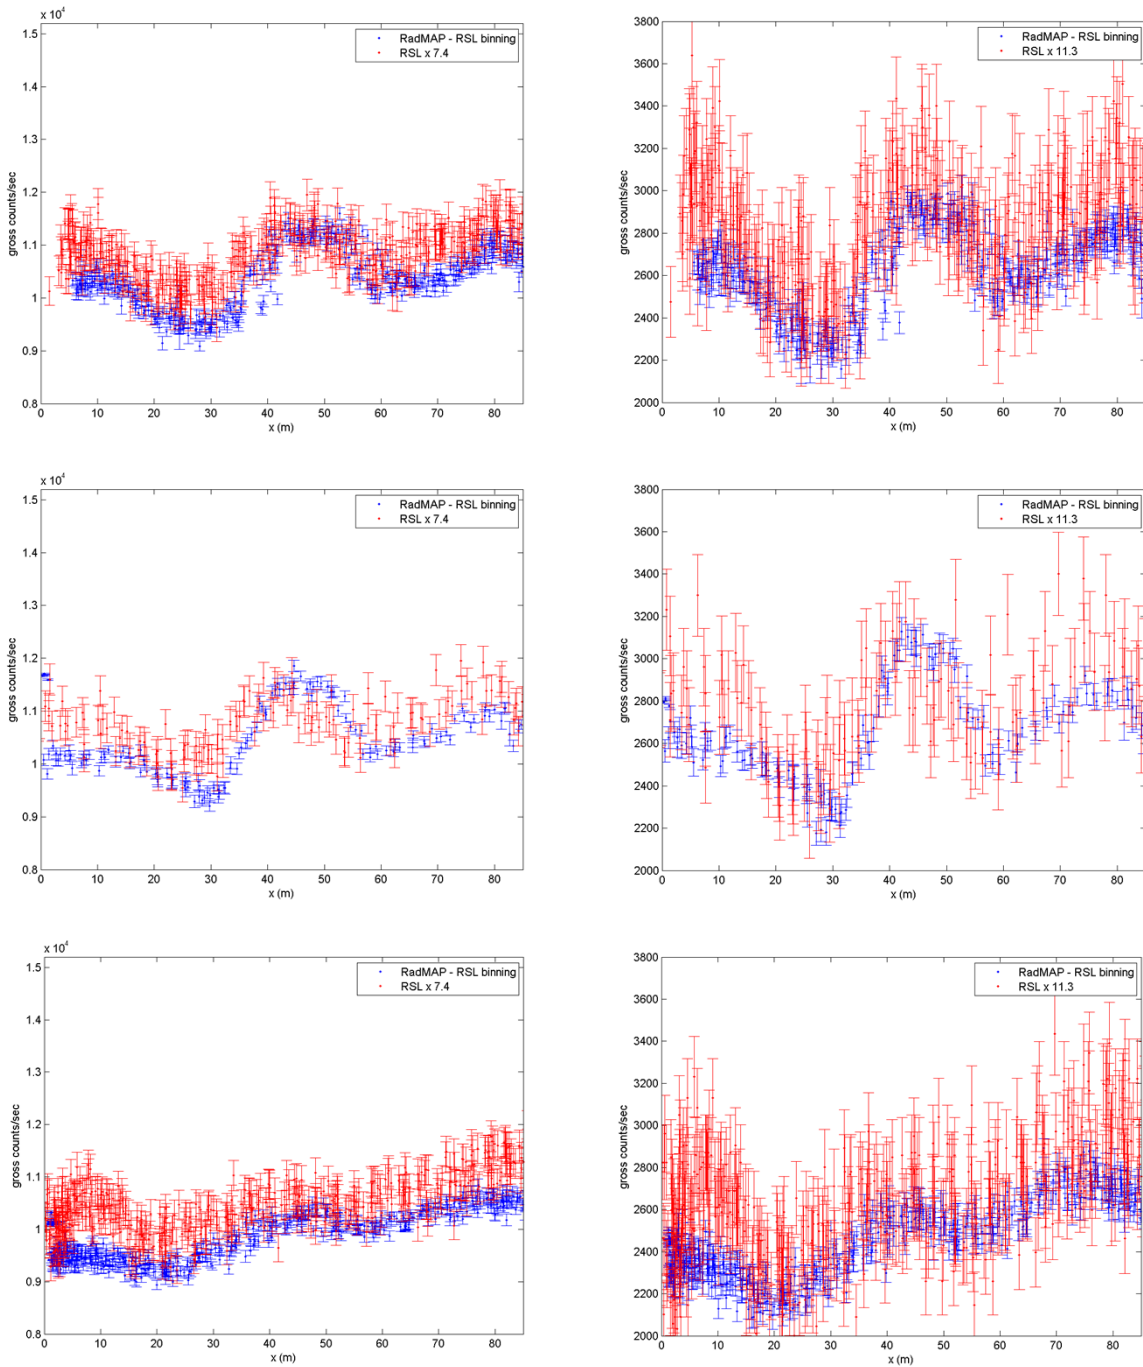 x 10^4
1.5
1.4
1.3
1.2
1.1
1
0.9
0.8
gross counts/sec
RadMAP - RSL binning
RSL x 7.4
0 10 20 30 40 50 60 70 80
x (m)
3800
3600
3400
3200
3000
2800
2600
2400
2200
2000
gross counts/sec
RadMAP - RSL binning
RSL x 11.3
0 10 20 30 40 50 60 70 80
x (m)
x 10^4
1.5
1.4
1.3
1.2
1.1
1
0.9
0.8
gross counts/sec
RadMAP - RSL binning
RSL x 7.4
0 10 20 30 40 50 60 70 80
x (m)
3800
3600
3400
3200
3000
2800
2600
2400
2200
2000
gross counts/sec
RadMAP - RSL binning
RSL x 11.3
0 10 20 30 40 50 60 70 80
x (m)
x 10^4
1.5
1.4
1.3
1.2
1.1
1
0.9
0.8
gross counts/sec
RadMAP - RSL binning
RSL x 7.4
0 10 20 30 40 50 60 70 80
x (m)
3800
3600
3400
3200
3000
2800
2600
2400
2200
2000
gross counts/sec
RadMAP - RSL binning
RSL x 11.3
0 10 20 30 40 50 60 70 80
x (m)